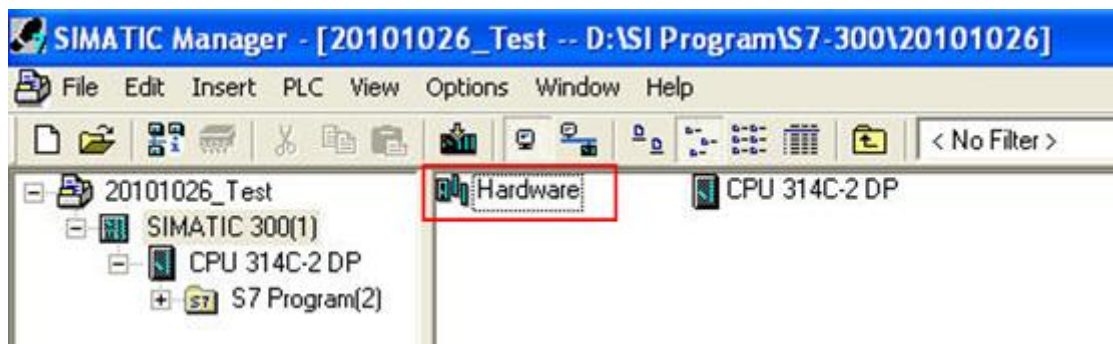 SIMATIC Manager - [20101026_Test -- D:\SI Program\S7-300\20101026]
File Edit Insert PLC View Options Window Help
< No Filter >
20101026_Test
SIMATIC 300(1)
CPU 314C-2 DP
S7 Program(2)
Hardware
CPU 314C-2 DP